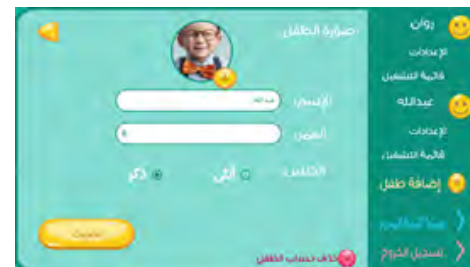 روان
الإعدادات
قائمة التشغيل
عبدالله
الإعدادات
قائمة التشغيل
إضافة طفل
تسجيل الخروج
صورة الطفل
الإسم:
عبدالله
العمر:
الجنس:
أنثى
ذكر
حذف حساب الطفل